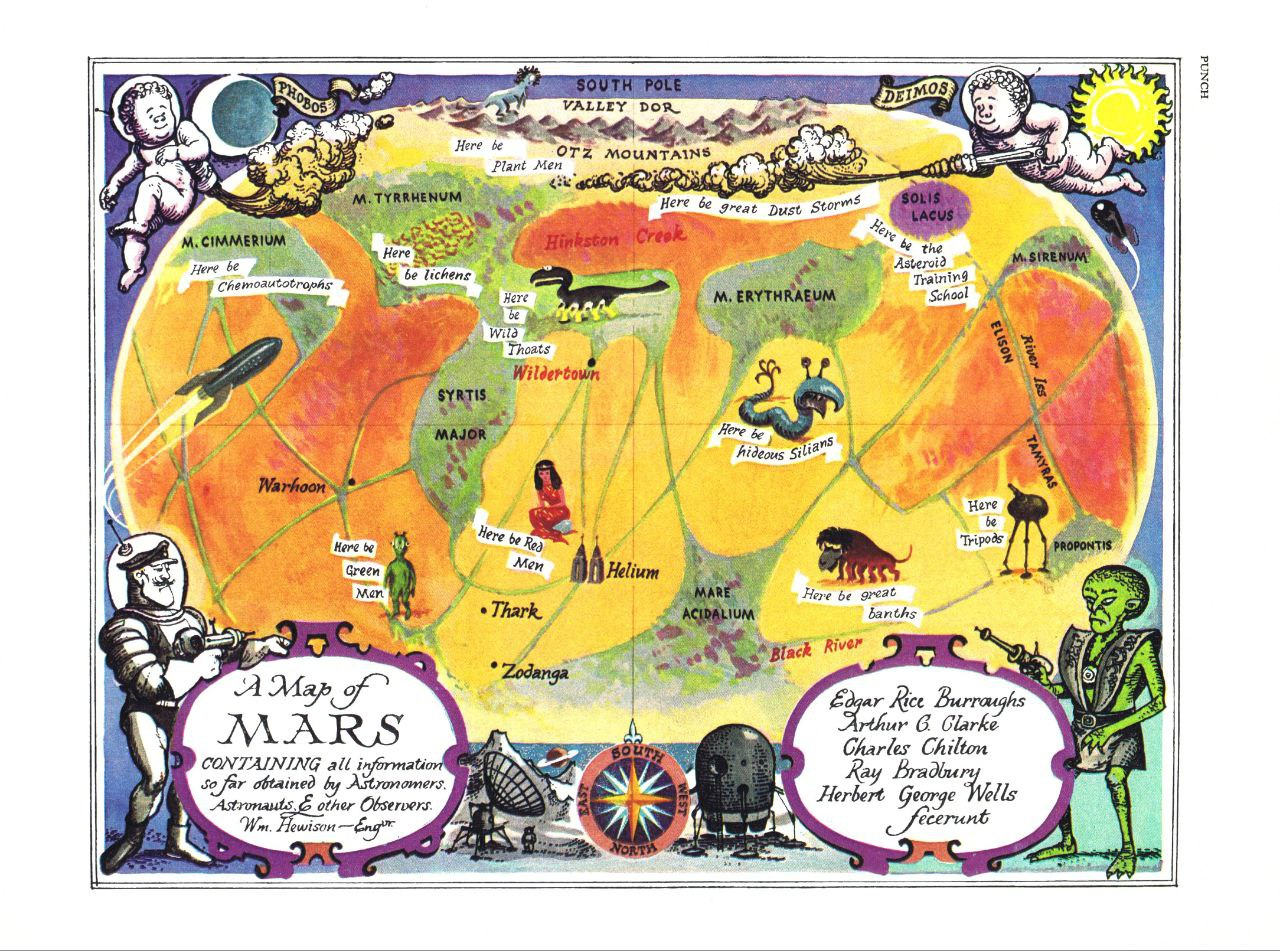 PUNCH
PHOBOS
SOUTH POLE
VALLEY DOR
DEIMOS
Here be
Plant Men
OTZ MOUNTAINS
M. TYRRHENUM
Here be great Dust Storms
SOLIS
LACUS
M. CIMMERIUM
Here
be lichens
Hinkston Creek
Here be the
Asteroid
Training
School
M. SIRENUM
Here be
Chemoautotrophs
Here
be
Wild
Thoats
M. ERYTHRAEUM
Wildertown
ELISON
River Iss
SYRTIS
MAJOR
Here be
hideous Silians
TAMYRAS
Warhoon
Here be Red
Men
Here
be
Tripods
PROPONTIS
Here be
Green
Men
Helium
Thark
MARE
ACIDALIUM
Here be great
banths
Black River
Zodanga
A Map of
MARS
CONTAINING all information
so far obtained by Astronomers,
Astronauts, & other Observers.
Wm. Hewison—Engr.
SOUTH
EAST
WEST
NORTH
Edgar Rice Burroughs
Arthur C. Clarke
Charles Chilton
Ray Bradbury
Herbert George Wells
fecerunt